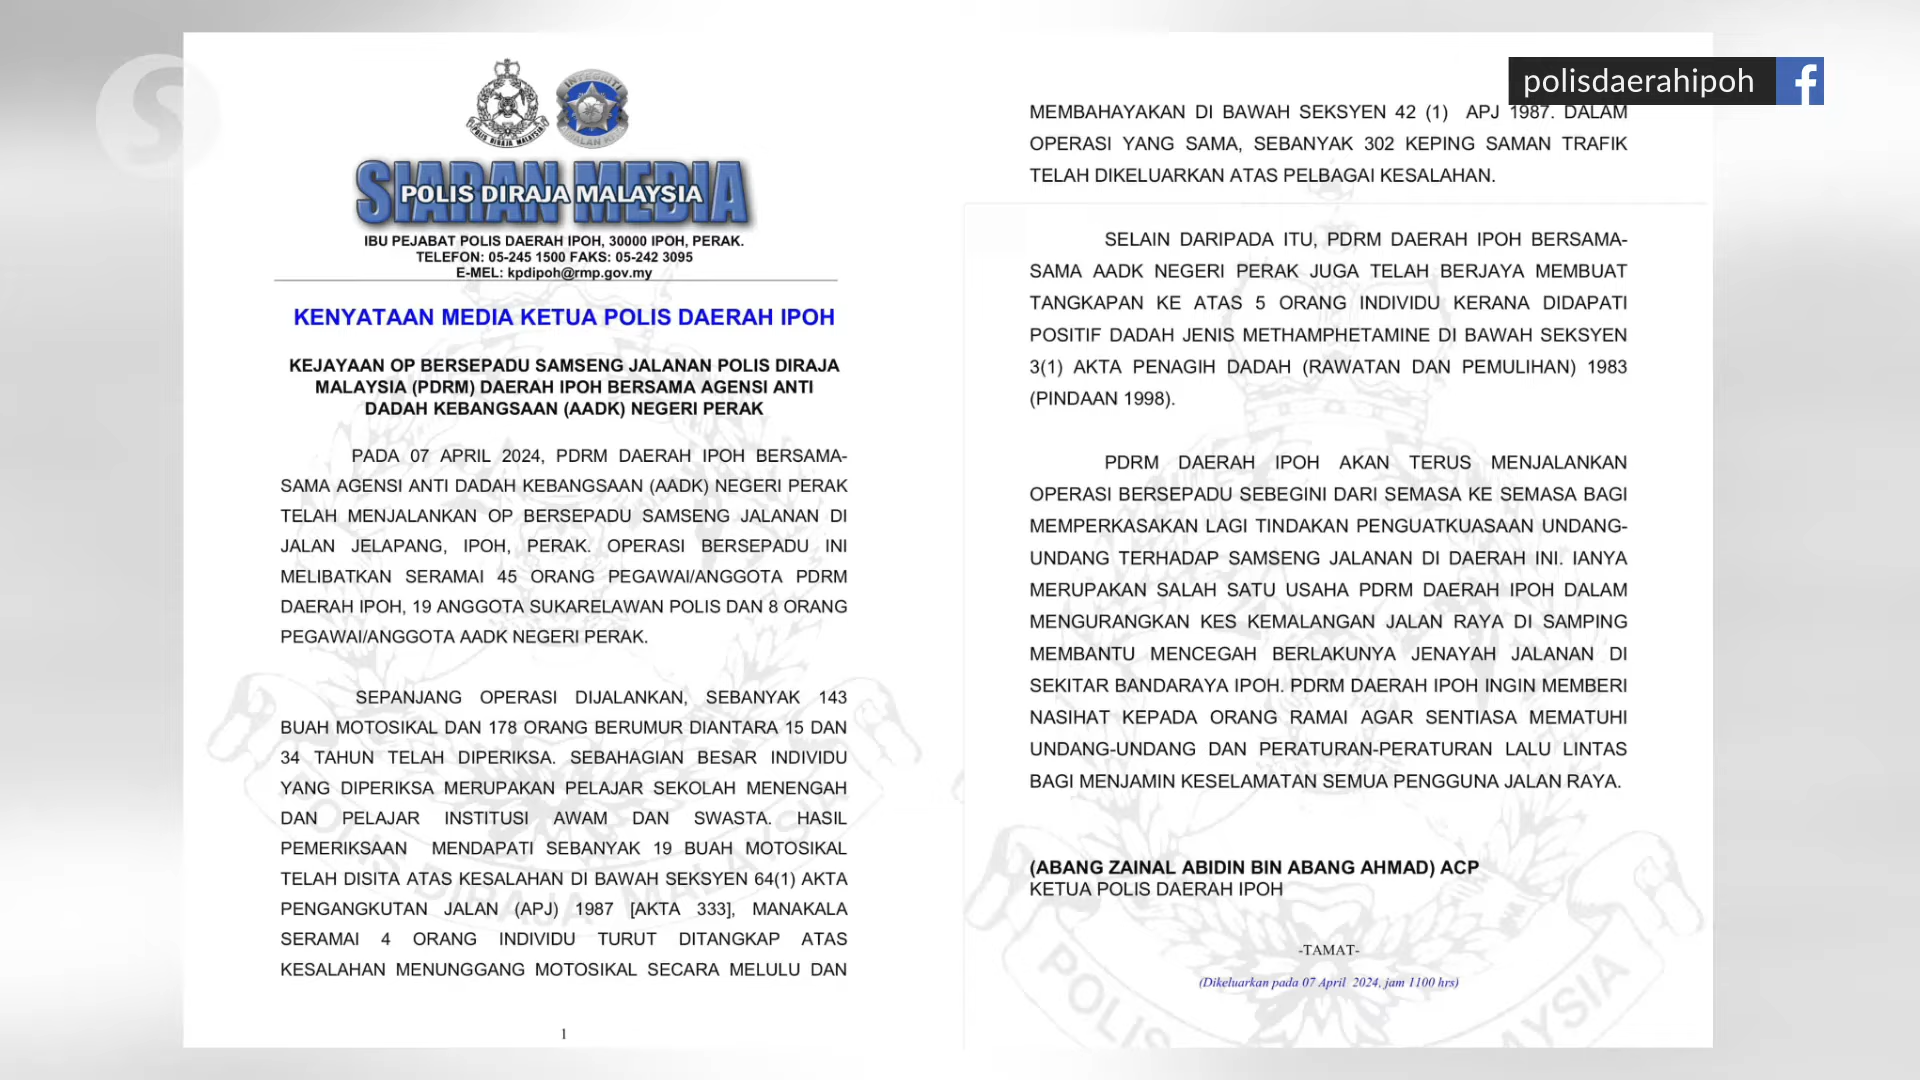 polisdaerahipoh
POLIS DIRAJA MALAYSIA
SIARAN MEDIA
POLIS DIRAJA MALAYSIA
IBU PEJABAT POLIS DAERAH IPOH, 30000 IPOH, PERAK.
TELEFON: 05-245 1500 FAKS: 05-242 3095
E-MEL: kpdipoh@rmp.gov.my
KENYATAAN MEDIA KETUA POLIS DAERAH IPOH
KEJAYAAN OP BERSEPADU SAMSENG JALANAN POLIS DIRAJA
MALAYSIA (PDRM) DAERAH IPOH BERSAMA AGENSI ANTI
DADAH KEBANGSAAN (AADK) NEGERI PERAK
PADA 07 APRIL 2024, PDRM DAERAH IPOH BERSAMA-
SAMA AGENSI ANTI DADAH KEBANGSAAN (AADK) NEGERI PERAK
TELAH MENJALANKAN OP BERSEPADU SAMSENG JALANAN DI
JALAN JELAPANG, IPOH, PERAK. OPERASI BERSEPADU INI
MELIBATKAN SERAMAI 45 ORANG PEGAWAI/ANGGOTA PDRM
DAERAH IPOH, 19 ANGGOTA SUKARELAWAN POLIS DAN 8 ORANG
PEGAWAI/ANGGOTA AADK NEGERI PERAK.
SEPANJANG OPERASI DIJALANKAN, SEBANYAK 143
BUAH MOTOSIKAL DAN 178 ORANG BERUMUR DIANTARA 15 DAN
34 TAHUN TELAH DIPERIKSA. SEBAHAGIAN BESAR INDIVIDU
YANG DIPERIKSA MERUPAKAN PELAJAR SEKOLAH MENENGAH
DAN PELAJAR INSTITUSI AWAM DAN SWASTA. HASIL
PEMERIKSAAN MENDAPATI SEBANYAK 19 BUAH MOTOSIKAL
TELAH DISITA ATAS KESALAHAN DI BAWAH SEKSYEN 64(1) AKTA
PENGANGKUTAN JALAN (APJ) 1987 [AKTA 333], MANAKALA
SERAMAI 4 ORANG INDIVIDU TURUT DITANGKAP ATAS
KESALAHAN MENUNGGANG MOTOSIKAL SECARA MELULU DAN
1
MEMBAHAYAKAN DI BAWAH SEKSYEN 42 (1) APJ 1987. DALAM
OPERASI YANG SAMA, SEBANYAK 302 KEPING SAMAN TRAFIK
TELAH DIKELUARKAN ATAS PELBAGAI KESALAHAN.
SELAIN DARIPADA ITU, PDRM DAERAH IPOH BERSAMA-
SAMA AADK NEGERI PERAK JUGA TELAH BERJAYA MEMBUAT
TANGKAPAN KE ATAS 5 ORANG INDIVIDU KERANA DIDAPATI
POSITIF DADAH JENIS METHAMPHETAMINE DI BAWAH SEKSYEN
3(1) AKTA PENAGIH DADAH (RAWATAN DAN PEMULIHAN) 1983
(PINDAAN 1998).
PDRM DAERAH IPOH AKAN TERUS MENJALANKAN
OPERASI BERSEPADU SEBEGINI DARI SEMASA KE SEMASA BAGI
MEMPERKASAKAN LAGI TINDAKAN PENGUATKUASAAN UNDANG-
UNDANG TERHADAP SAMSENG JALANAN DI DAERAH INI. IANYA
MERUPAKAN SALAH SATU USAHA PDRM DAERAH IPOH DALAM
MENGURANGKAN KES KEMALANGAN JALAN RAYA DI SAMPING
MEMBANTU MENCEGAH BERLAKUNYA JENAYAH JALANAN DI
SEKITAR BANDARAYA IPOH. PDRM DAERAH IPOH INGIN MEMBERI
NASIHAT KEPADA ORANG RAMAI AGAR SENTIASA MEMATUHI
UNDANG-UNDANG DAN PERATURAN-PERATURAN LALU LINTAS
BAGI MENJAMIN KESELAMATAN SEMUA PENGGUNA JALAN RAYA.
(ABANG ZAINAL ABIDIN BIN ABANG AHMAD) ACP
KETUA POLIS DAERAH IPOH
-TAMAT-
(Dikeluarkan pada 07 April 2024, jam 1100 hrs)